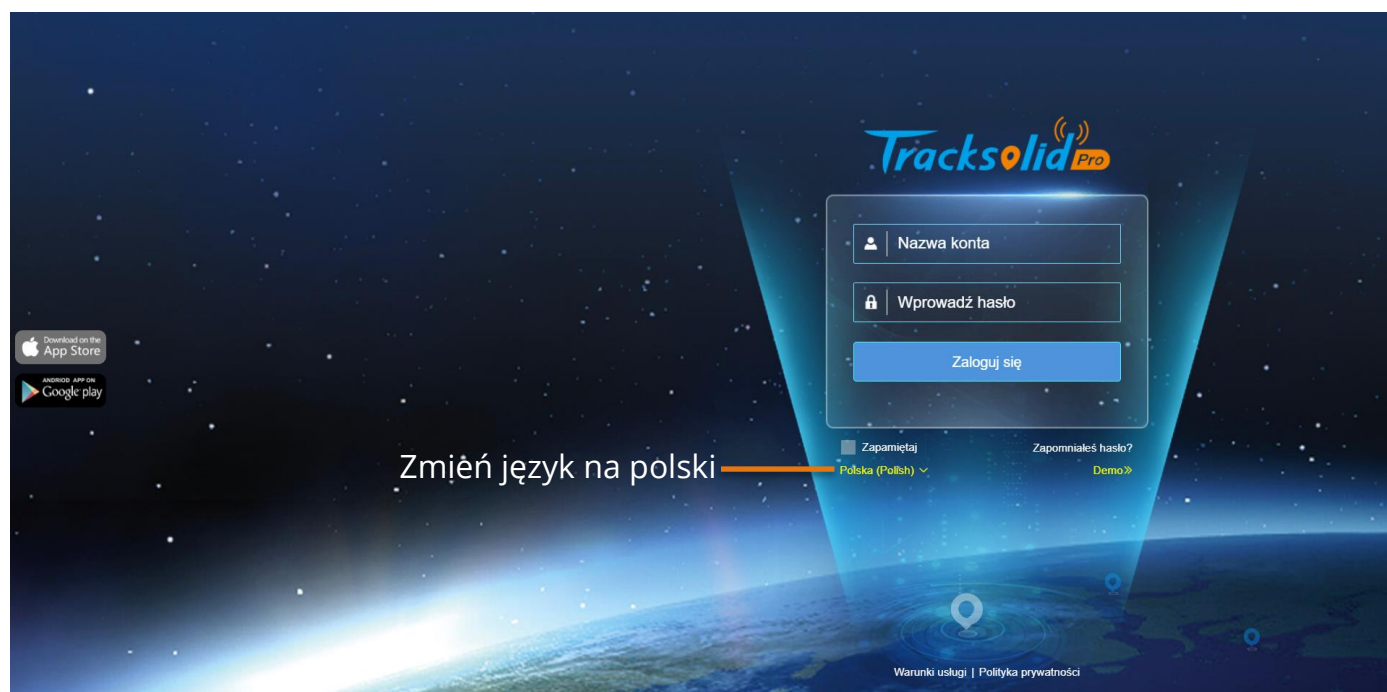 Tracksolid Pro
Nazwa konta
Wprowadź hasło
Download on the
App Store
Zaloguj się
ANDRIOD APP ON
Google play
Zapamiętaj
Zapomniałeś hasło?
Zmień język na polski
Polska (Polish)
Demo»
Warunki usługi | Polityka prywatności